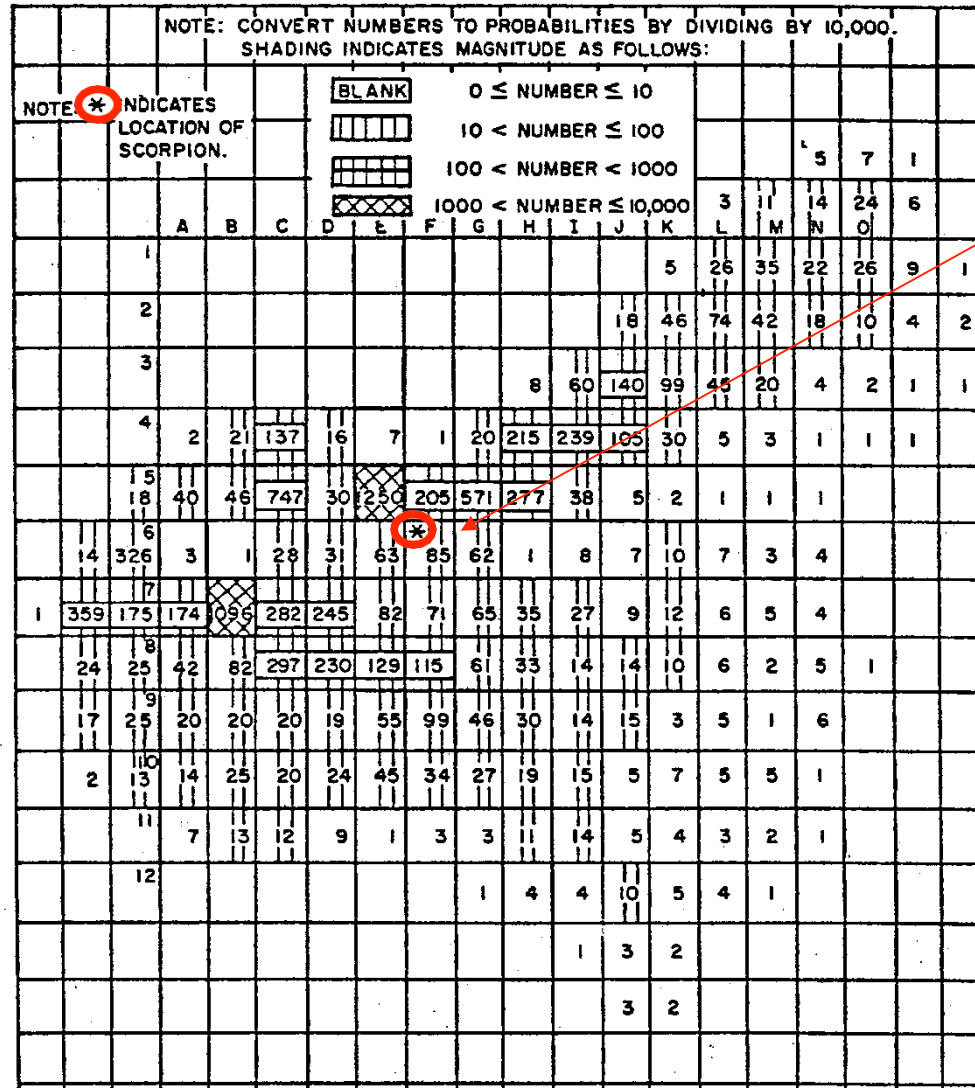 NOTE: CONVERT NUMBERS TO PROBABILITIES BY DIVIDING BY 10,000.
SHADING INDICATES MAGNITUDE AS FOLLOWS:
BLANK 0 ≤ NUMBER ≤ 10
NOTE * INDICATES
LOCATION OF
SCORPION.
10 < NUMBER ≤ 100
100 < NUMBER < 1000
1000 < NUMBER ≤ 10,000
5 7 1
3 11 14 24 6
A B C D E F G H I J K L M N O
1 5 26 35 22 26 9 1
2 18 46 74 42 18 10 4 2
3 8 60 140 99 45 20 4 2 1 1
4 2 21 137 16 7 1 20 215 239 105 30 5 3 1 1 1
5 18 40 46 747 30 1250 205 571 277 38 5 2 1 1 1
*
6 14 326 3 1 28 31 63 85 62 1 8 7 10 7 3 4
7 1 359 175 174 1096 282 245 82 71 65 35 27 9 12 6 5 4
8 24 25 42 82 297 230 129 115 61 33 14 14 10 6 2 5 1
9 17 25 20 20 20 19 55 99 46 30 14 15 3 5 1 6
10 2 13 14 25 20 24 45 34 27 19 15 5 7 5 5 1
11 7 13 12 9 1 3 3 11 14 5 4 3 2 1
12 1 4 4 10 5 4 1
1 3 2
3 2